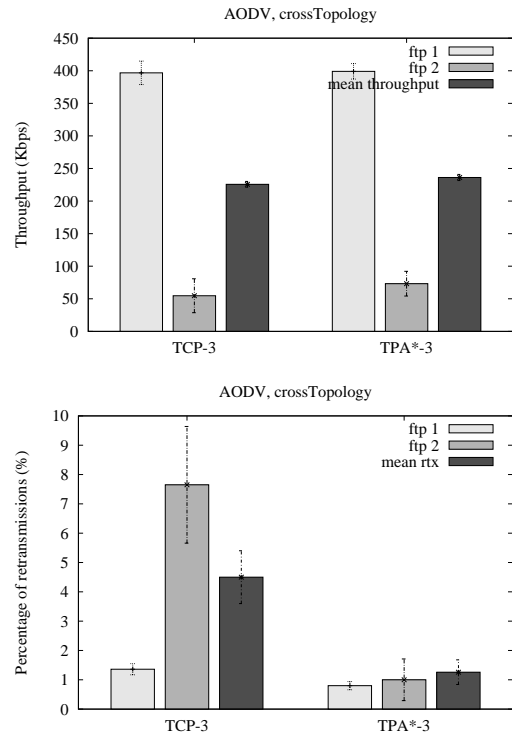 AODV, crossTopology
450
400
350
300
250
200
150
100
50
0
Throughput (Kbps)
ftp 1
ftp 2
mean throughput
TCP-3
TPA*-3
AODV, crossTopology
10
9
8
7
6
5
4
3
2
1
0
Percentage of retransmissions (%)
ftp 1
ftp 2
mean rtx
TCP-3
TPA*-3